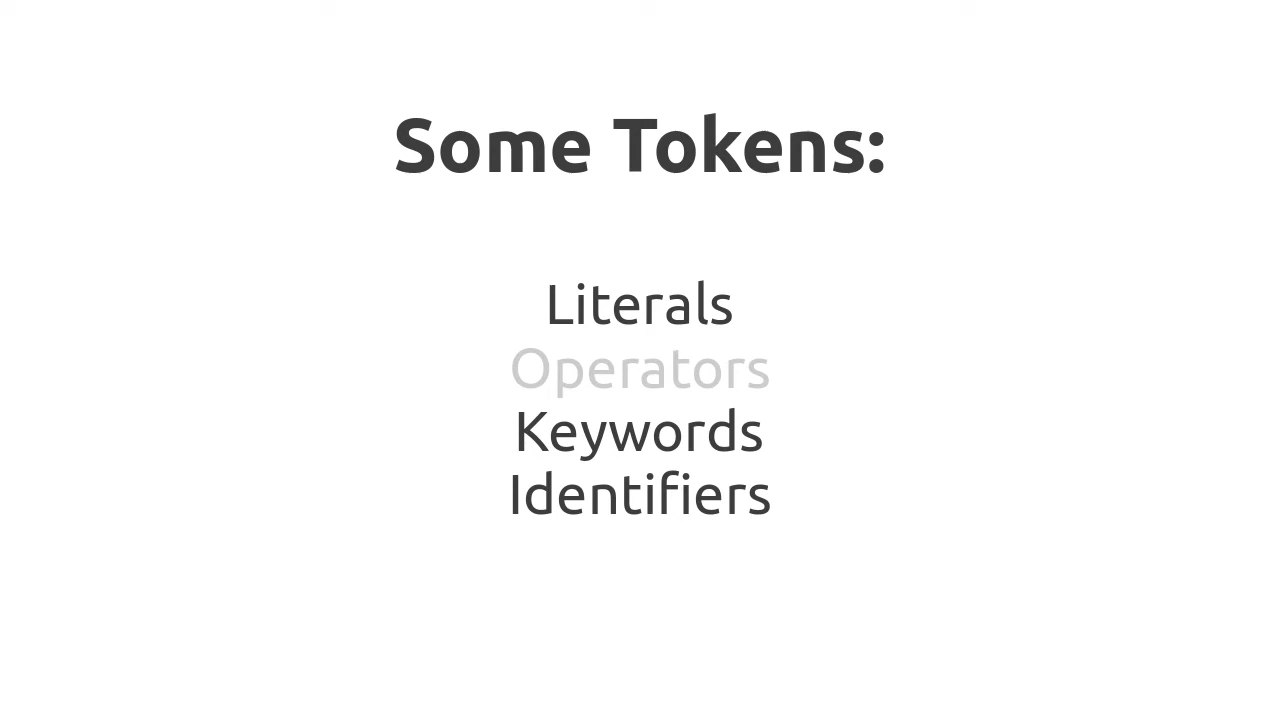 Some Tokens:
Literals
Operators
Keywords
Identifiers